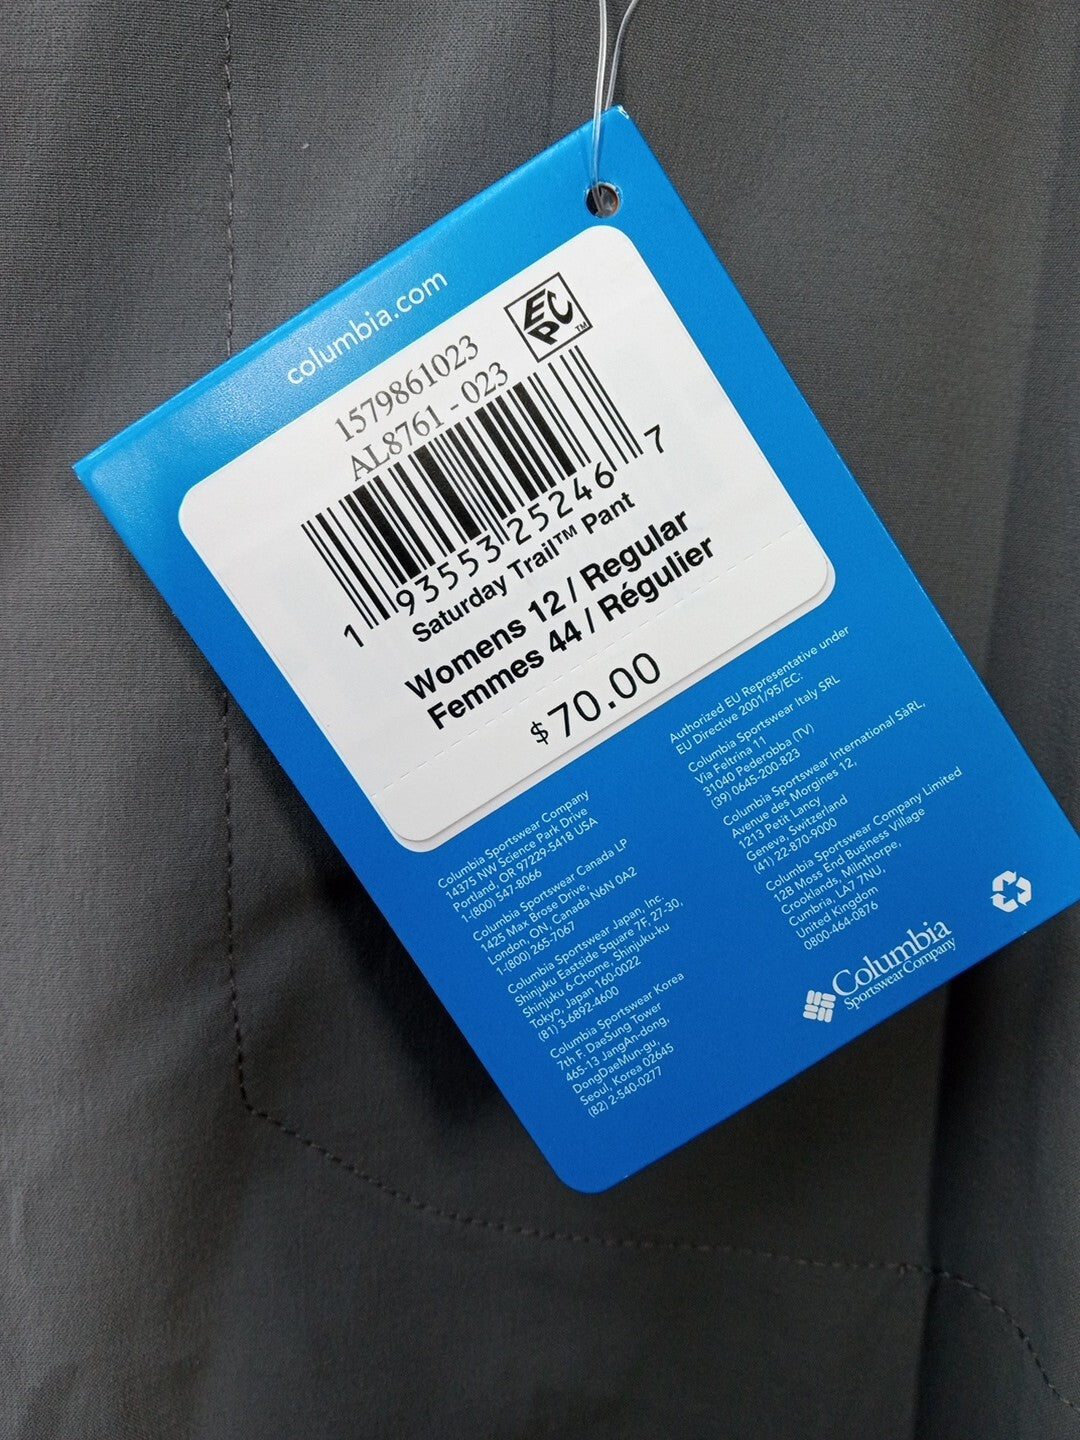 columbia.com
EPC™
1579861023
AL8761 - 023
1 93553 25246 7
Saturday Trail™ Pant
Womens 12 / Regular
Femmes 44 / Régulier
$70.00
Columbia Sportswear Company
14375 NW Science Park Drive
Portland, OR 97229-5418 USA
1-(800) 547-8066
Columbia Sportswear Canada LP
1425 Max Brose Drive,
London, ON, Canada N6N 0A2
1-(800) 265-7067
Columbia Sportswear Japan, Inc.
Shinjuku Eastside Square 7F, 27-30,
Shinjuku 6-Chome, Shinjuku-ku
Tokyo, Japan 160-0022
(81) 3-6892-4600
Columbia Sportswear Korea
7th F. DaeSung Tower
465-13 JangAn-dong,
DongDaeMun-gu,
Seoul, Korea 02645
(82) 2-540-0277
Authorized EU Representative under
EU Directive 2001/95/EC:
Columbia Sportswear Italy SRL
Via Feltrina 11
31040 Pederobba (TV)
(39) 0645-200-823
Columbia Sportswear International SàRL,
Avenue des Morgines 12,
1213 Petit Lancy
Geneva, Switzerland
(41) 22-870-9000
Columbia Sportswear Company Limited
12B Moss End Business Village
Crooklands, Milnthorpe,
Cumbria, LA7 7NU,
United Kingdom
0800-464-0876
Columbia
Sportswear Company